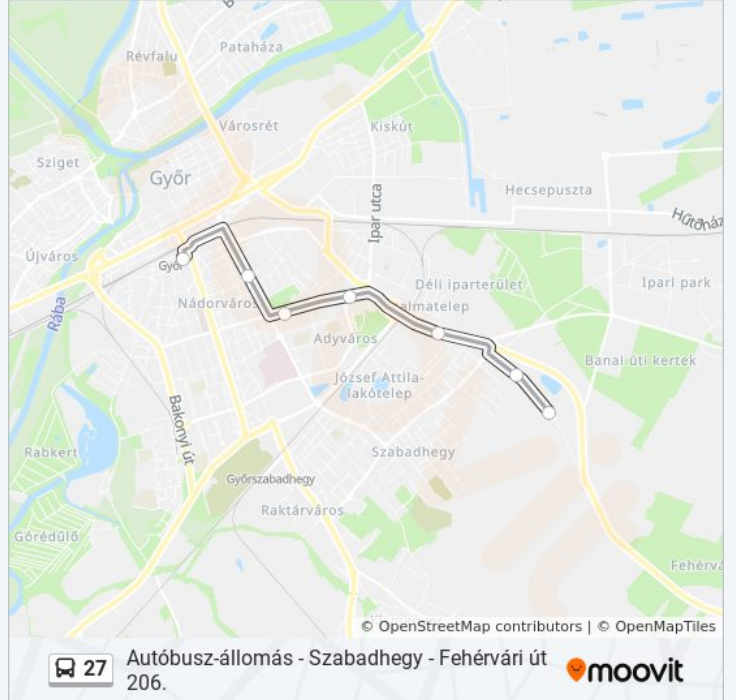 Révfalu
Pataháza
Városrét
Kiskút
Sziget
Győr
Hecsepuszta
Ipar utca
Hűtőház
Újváros
Győr
Déli iparterület
Ipari park
Rába
Nádorváros
almatelep
Adyváros
Banai úti kertek
József Attila-
lakótelep
Bakonyi út
Rabkert
Szabadhegy
Győrszabadhegy
Raktárváros
Górédűlő
Fehérvá
© OpenStreetMap contributors | © OpenMapTiles
27
Autóbusz-állomás - Szabadhegy - Fehérvári út
206.
moovit